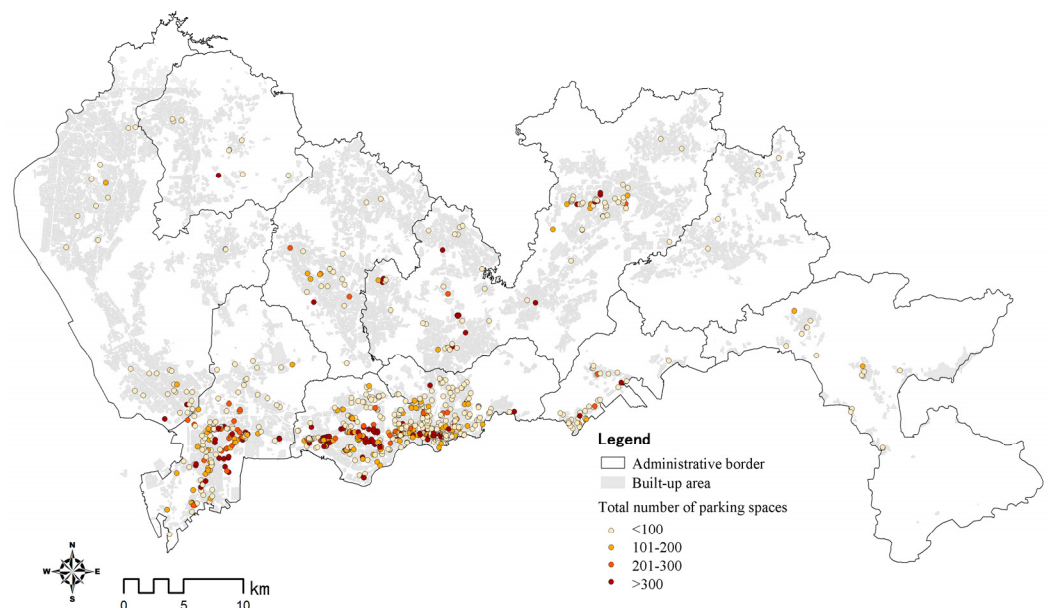 Legend
Administrative border
Built-up area
Total number of parking spaces
<100
101-200
201-300
>300
N
W E
S
km
0 5 10